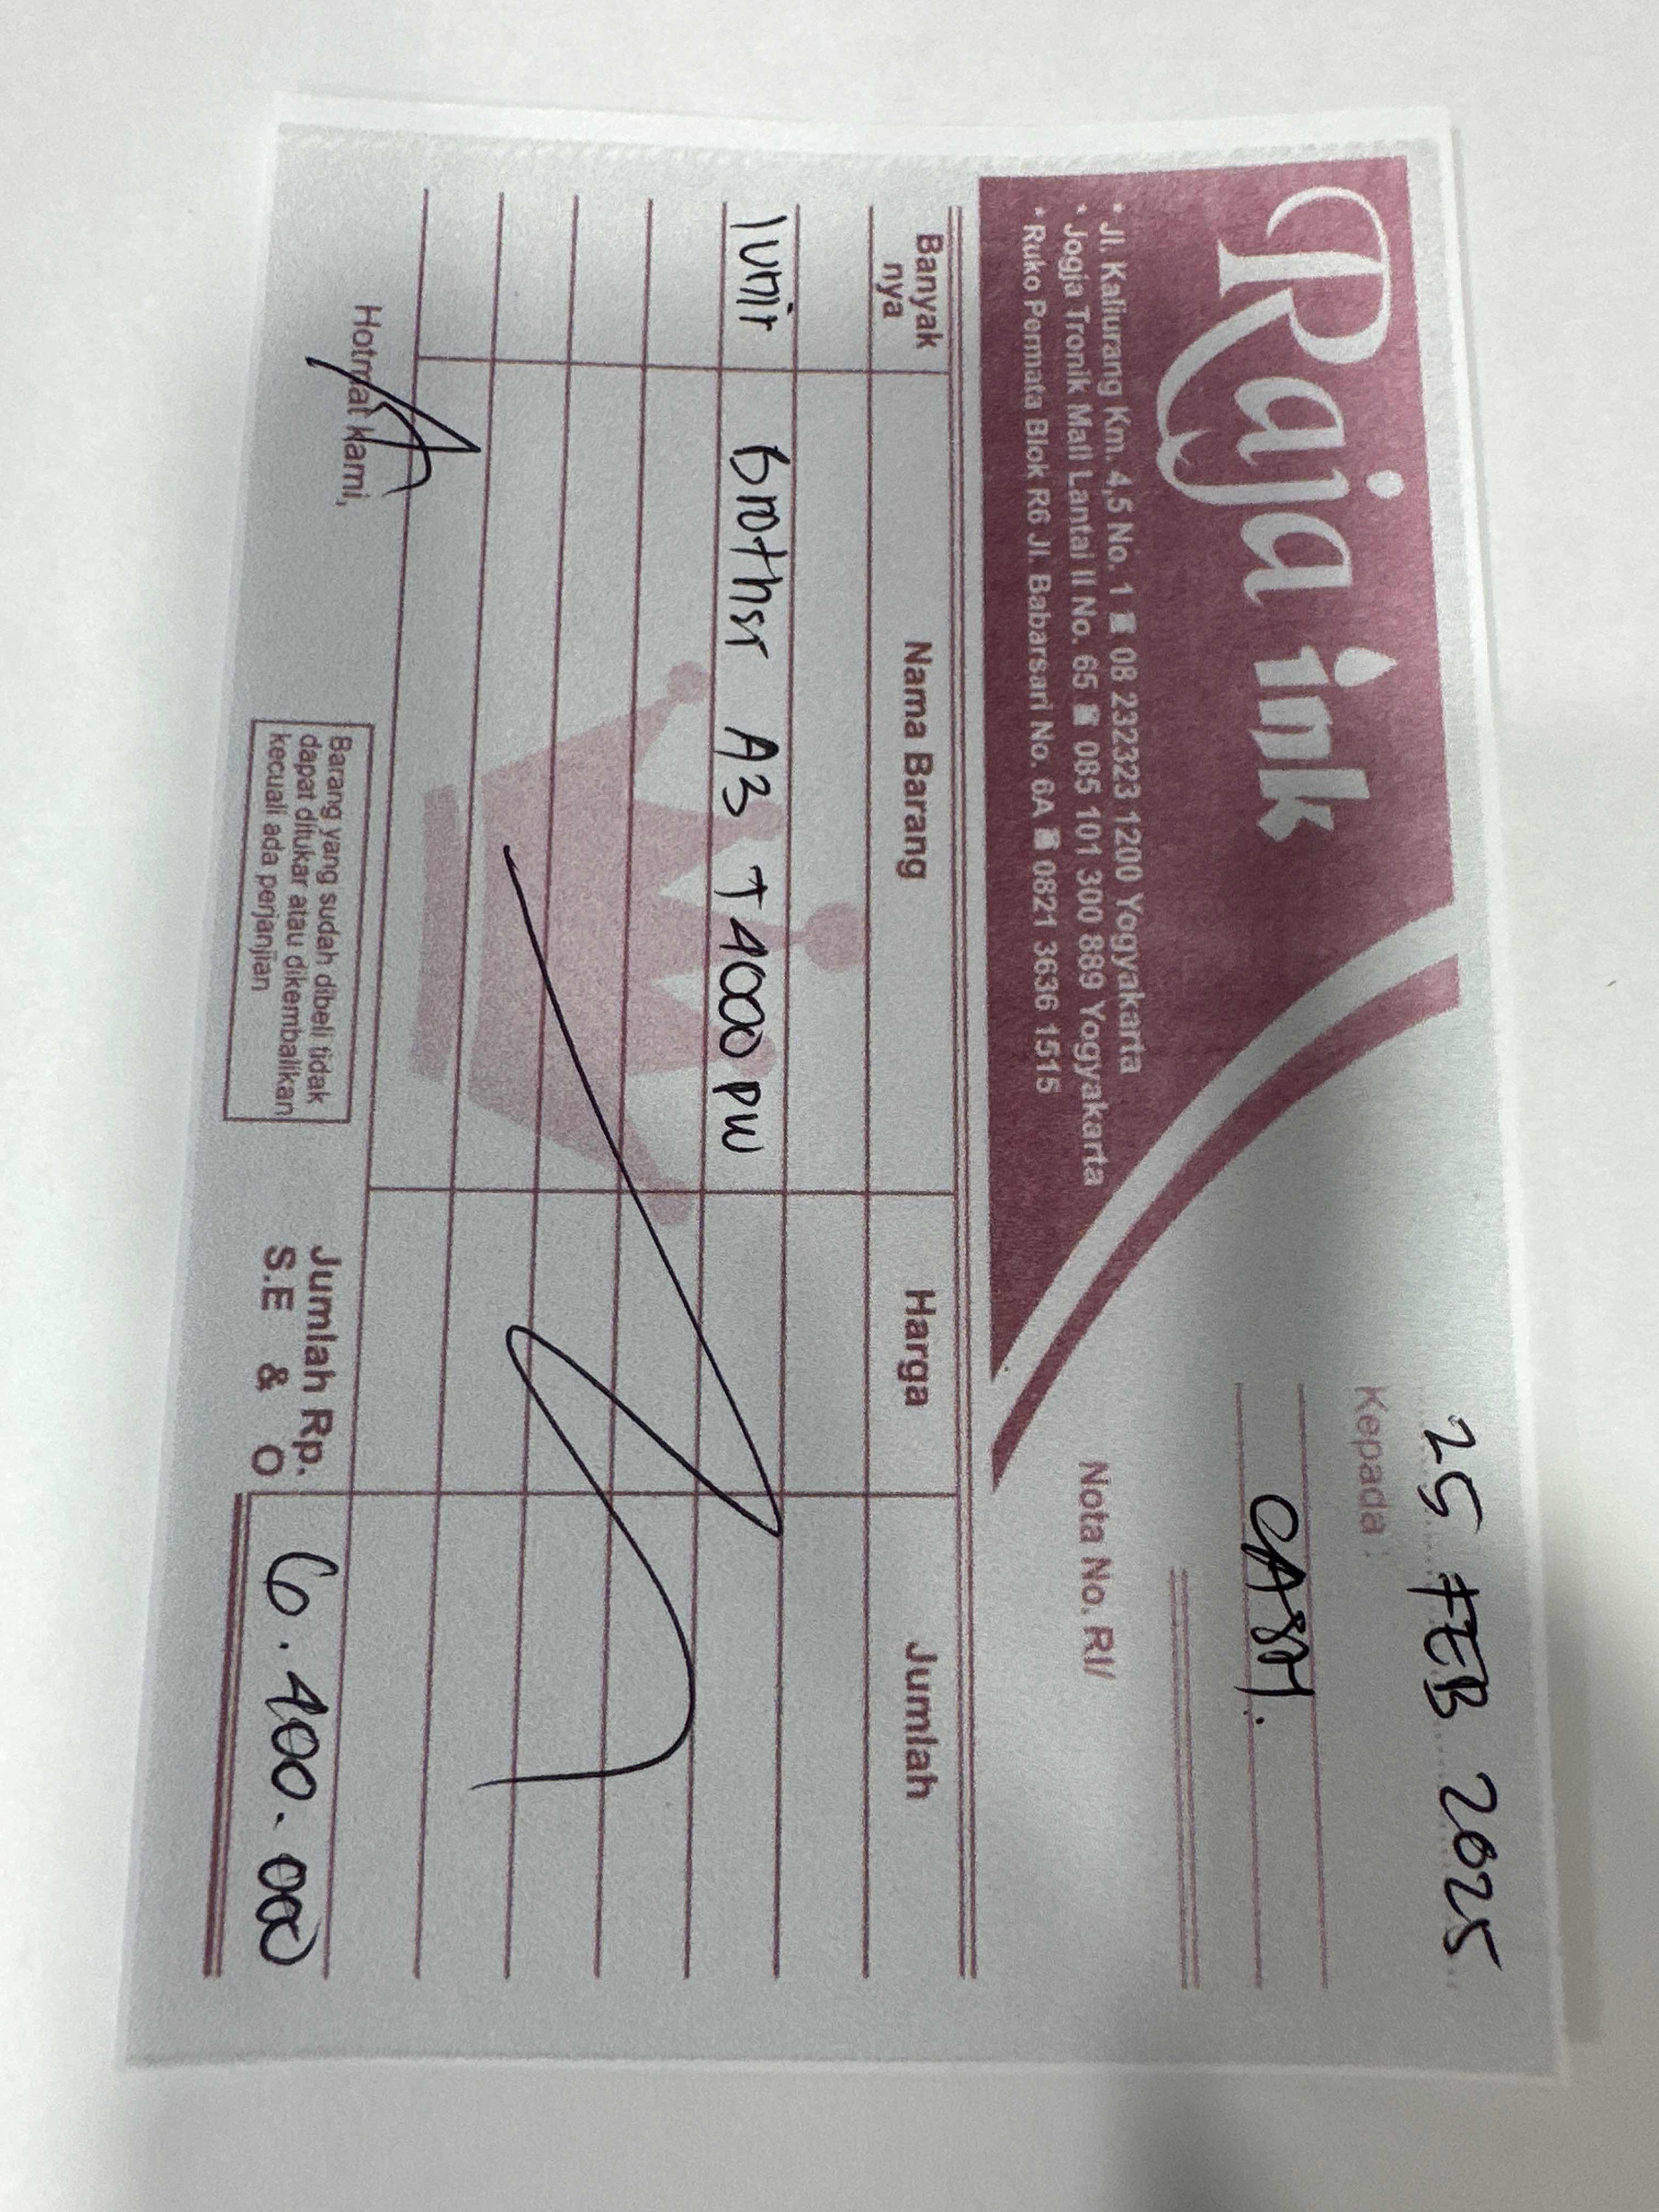 Raja ink
* Jl. Kaliurang Km. 4,5 No. 1 08 232323 1200 Yogyakarta
* Jogja Tronik Mall Lantai II No. 65 085 101 300 889 Yogyakarta
* Ruko Permata Blok R6 Jl. Babarsari No. 6A 0821 3636 1515
25 FEB 2025
Kepada :
CASH.
Nota No. RI/
Banyak nya Nama Barang Harga Jumlah
1 unit Brother A3 T4000 PW
Hormat kami,
Barang yang sudah dibeli tidak
dapat ditukar atau dikembalikan
kecuali ada perjanjian
Jumlah Rp. 6.400.000
S.E & O